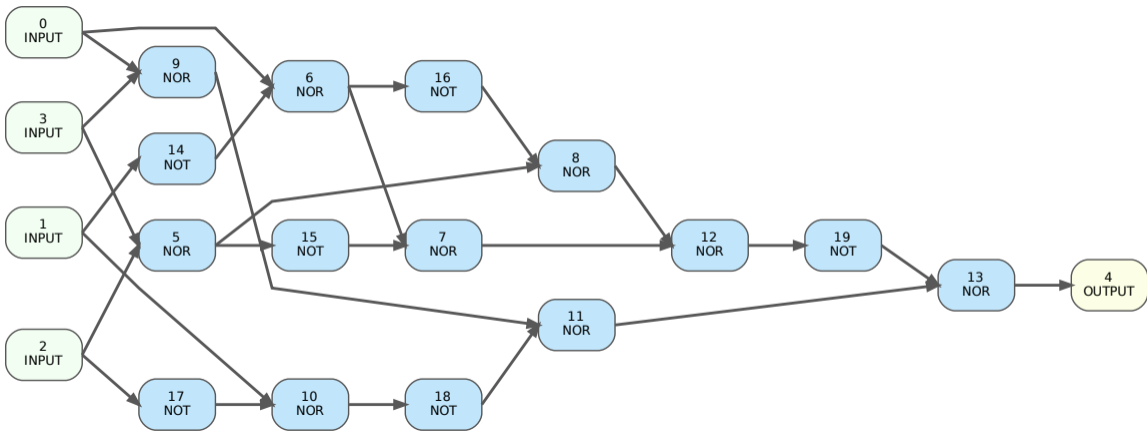 0
INPUT
3
INPUT
1
INPUT
2
INPUT
9
NOR
14
NOT
5
NOR
17
NOT
6
NOR
15
NOT
10
NOR
16
NOT
7
NOR
18
NOT
8
NOR
11
NOR
12
NOR
19
NOT
13
NOR
4
OUTPUT